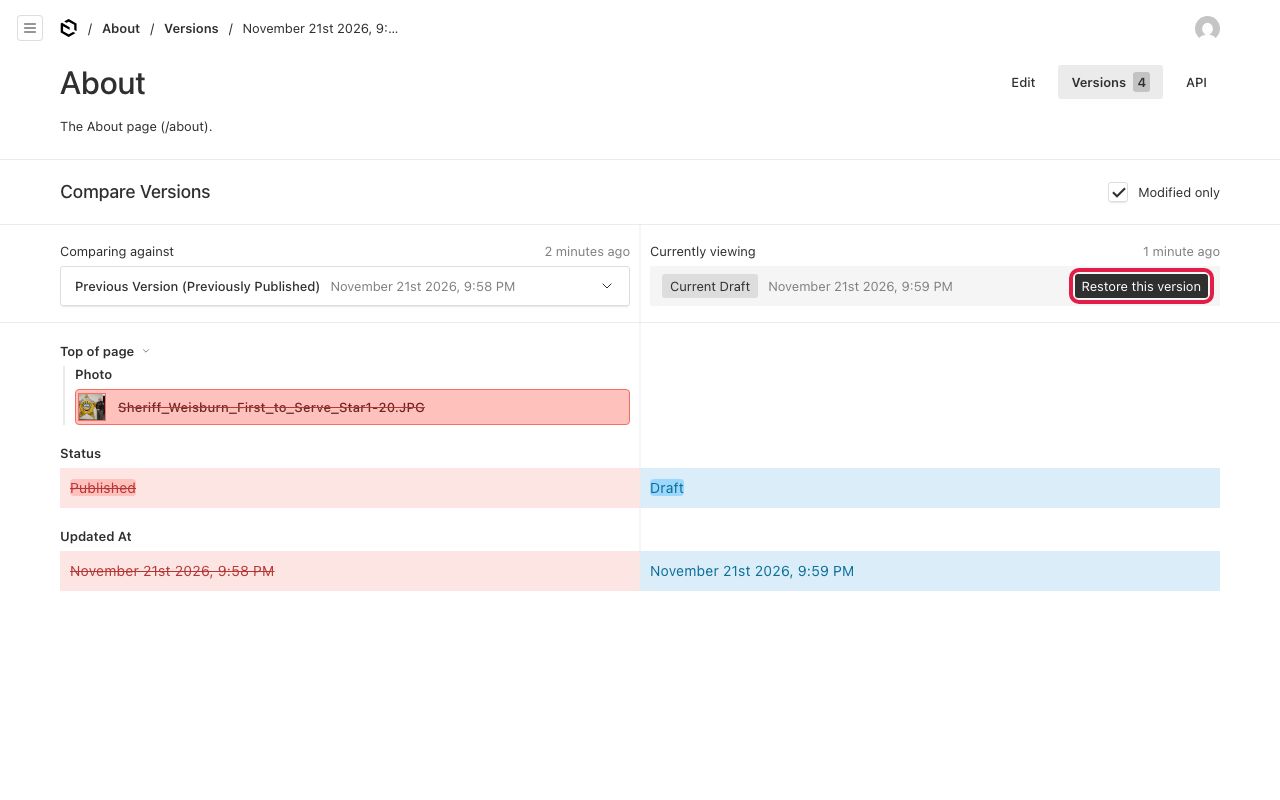 / About / Versions / November 21st 2026, 9:...
About
Edit
Versions 4
API
The About page (/about).
Compare Versions
Modified only
Comparing against
2 minutes ago
Previous Version (Previously Published) November 21st 2026, 9:58 PM
Currently viewing
1 minute ago
Current Draft November 21st 2026, 9:59 PM
Restore this version
Top of page
Photo
Sheriff_Weisburn_First_to_Serve_Star1-20.JPG
Status
Published
Draft
Updated At
November 21st 2026, 9:58 PM
November 21st 2026, 9:59 PM